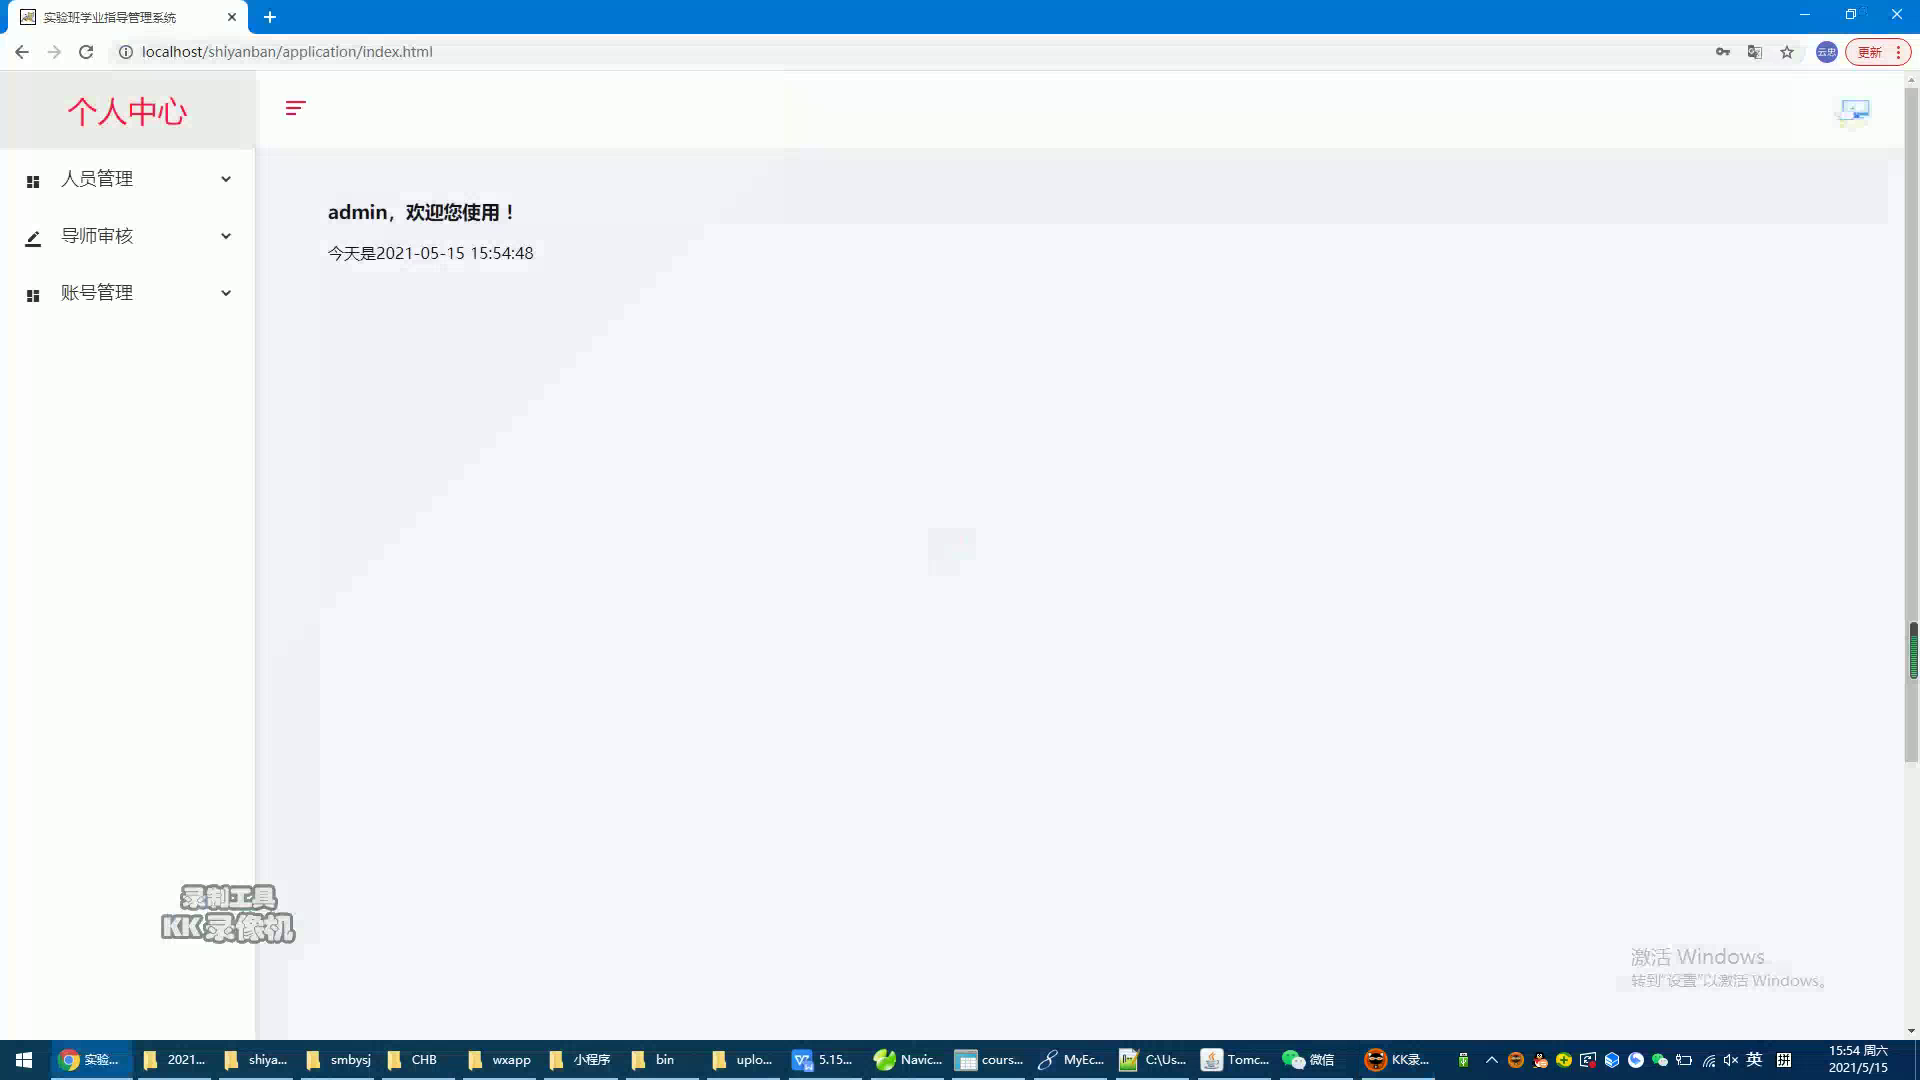 实验班学业指导管理系统
localhost/shiyanban/application/index.html
云忠
更新
个人中心
人员管理
导师审核
账号管理
admin，欢迎您使用！
今天是2021-05-15 15:54:48
录制工具
KK录像机
激活 Windows
转到"设置"以激活 Windows。
实验...
2021...
shiya...
smbysj
CHB
wxapp
小程序
bin
uplo...
5.15...
Navic...
cours...
MyEc...
C:\Us...
Tomc...
微信
KK录...
英
拼
15:54 周六
2021/5/15